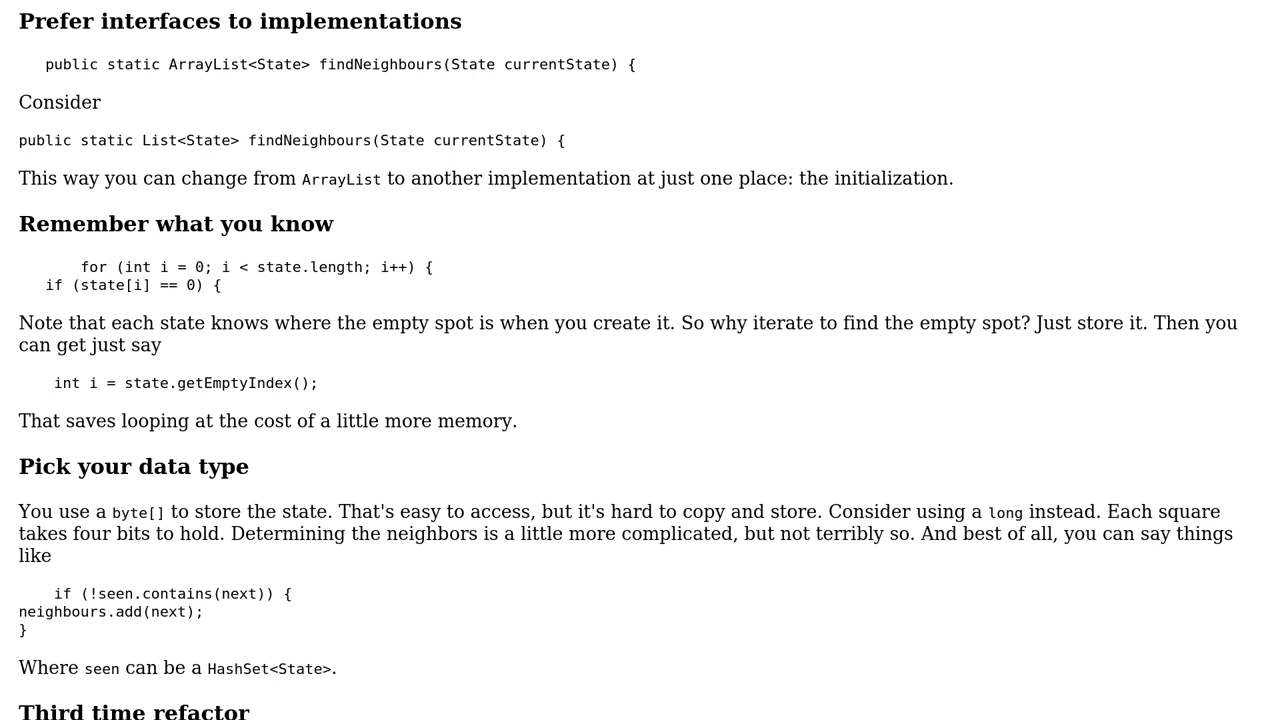 Prefer interfaces to implementations
public static ArrayList<State> findNeighbours(State currentState) {
Consider
public static List<State> findNeighbours(State currentState) {
This way you can change from ArrayList to another implementation at just one place: the initialization.
Remember what you know
for (int i = 0; i < state.length; i++) {
if (state[i] == 0) {
Note that each state knows where the empty spot is when you create it. So why iterate to find the empty spot? Just store it. Then you
can get just say
int i = state.getEmptyIndex();
That saves looping at the cost of a little more memory.
Pick your data type
You use a byte[] to store the state. That's easy to access, but it's hard to copy and store. Consider using a long instead. Each square
takes four bits to hold. Determining the neighbors is a little more complicated, but not terribly so. And best of all, you can say things
like
if (!seen.contains(next)) {
neighbours.add(next);
}
Where seen can be a HashSet<State>.
Third time refactor